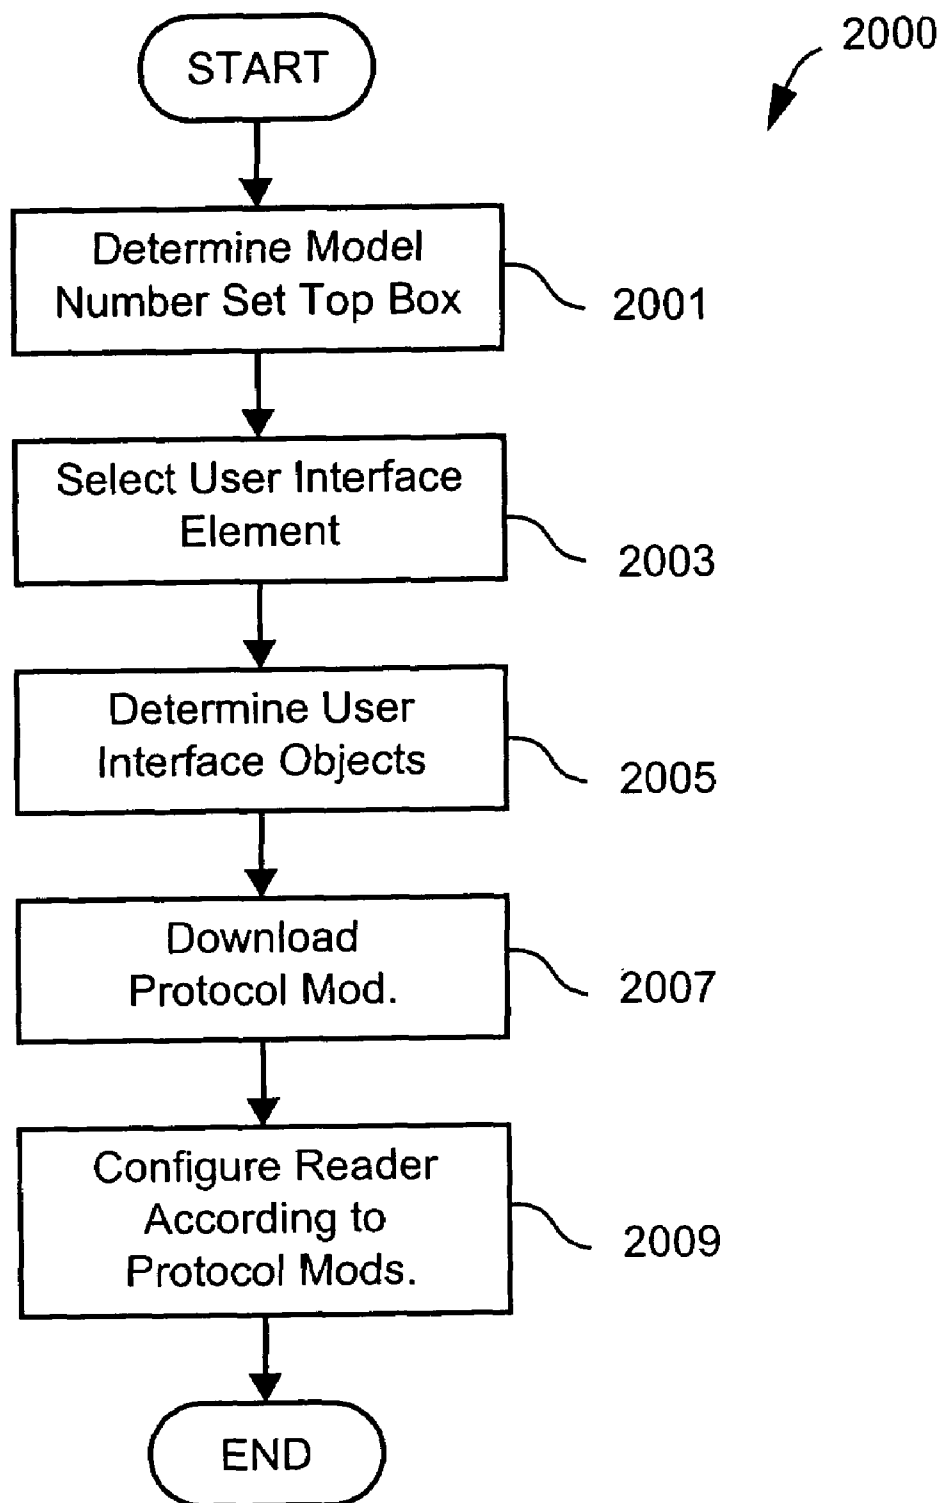 2000
START
Determine Model
Number Set Top Box
2001
Select User Interface
Element
2003
Determine User
Interface Objects
2005
Download
Protocol Mod.
2007
Configure Reader
According to
Protocol Mods.
2009
END